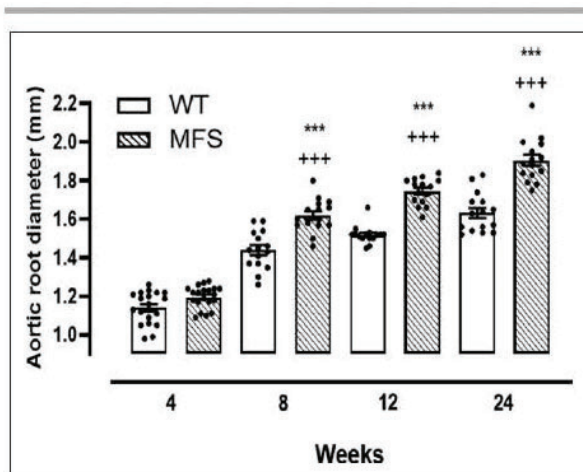 *** 
*** +++
*** +++
+++
2.2 WT
2.0 MFS
1.8
1.6
1.4
1.2
1.0
Aortic root diameter (mm)
4 8 12 24
Weeks